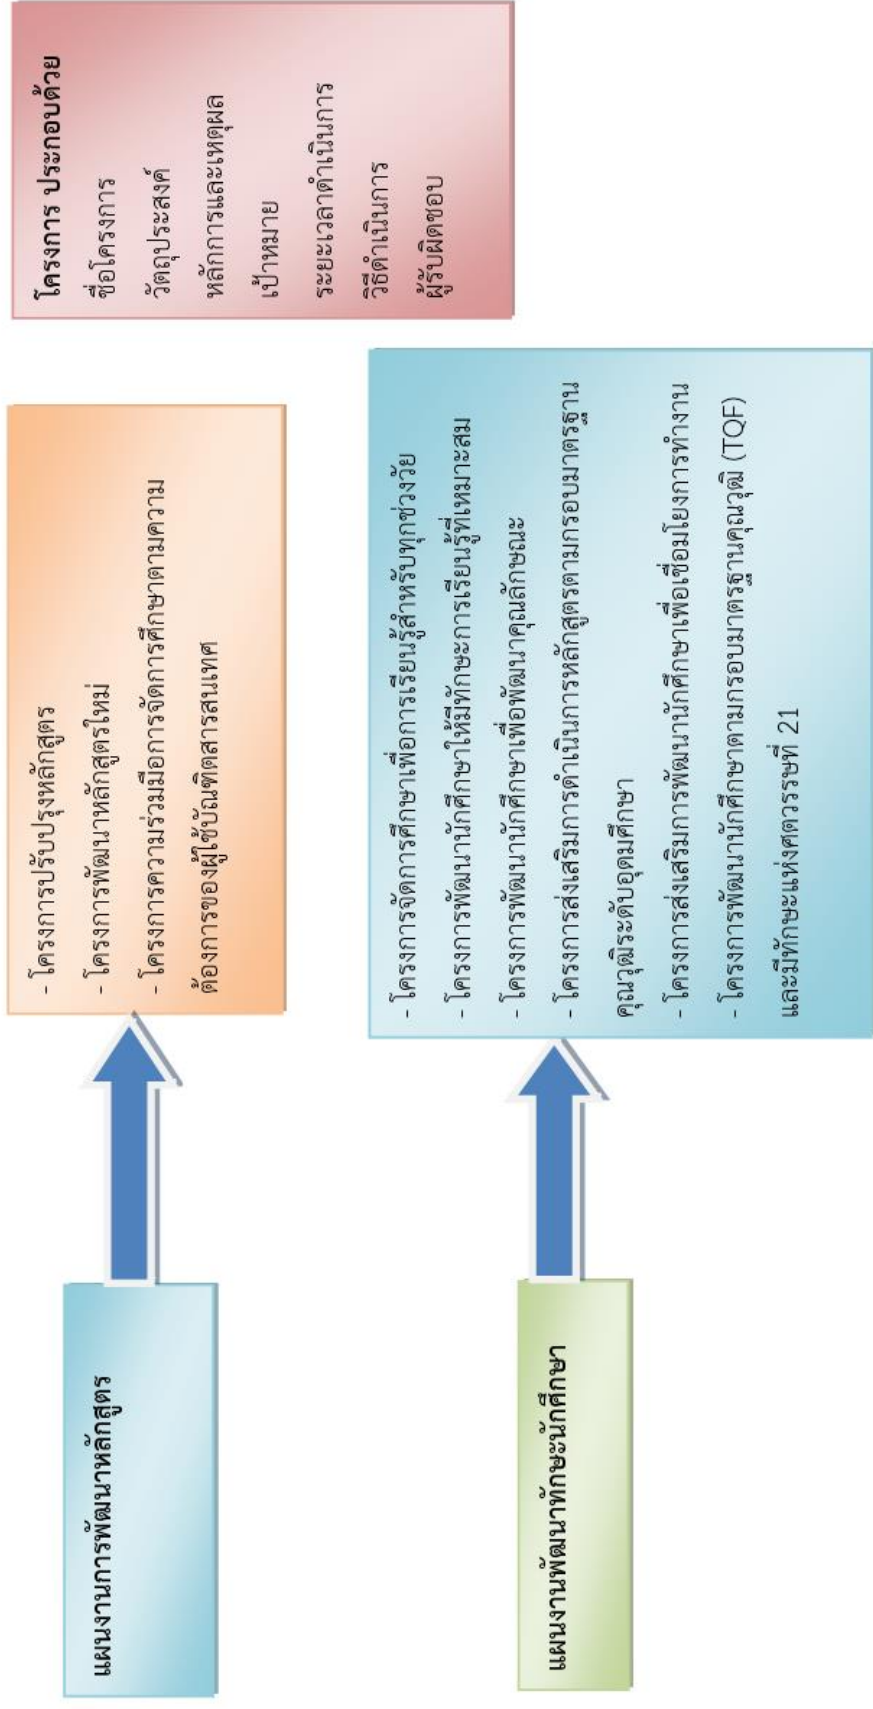 แผนงานการพัฒนาหลักสูตร
- โครงการปรับปรุงหลักสูตร
- โครงการพัฒนาหลักสูตรใหม่
- โครงการความร่วมมือการจัดการศึกษาตามความ
ต้องการของผู้ใช้บัณฑิตสารสนเทศ
โครงการ ประกอบด้วย
ชื่อโครงการ
วัตถุประสงค์
หลักการและเหตุผล
เป้าหมาย
ระยะเวลาดำเนินการ
วิธีดำเนินการ
ผู้รับผิดชอบ
แผนงานพัฒนาทักษะนักศึกษา
- โครงการจัดการศึกษาเพื่อการเรียนรู้สำหรับทุกช่วงวัย
- โครงการพัฒนานักศึกษาให้มีทักษะการเรียนรู้ที่เหมาะสม
- โครงการพัฒนานักศึกษาเพื่อพัฒนาคุณลักษณะ
- โครงการส่งเสริมการดำเนินการหลักสูตรตามกรอบมาตรฐาน
คุณวุฒิระดับอุดมศึกษา
- โครงการส่งเสริมการพัฒนานักศึกษาเพื่อเชื่อมโยงการทำงาน
- โครงการพัฒนานักศึกษาตามกรอบมาตรฐานคุณวุฒิ (TQF)
และมีทักษะแห่งศตวรรษที่ 21